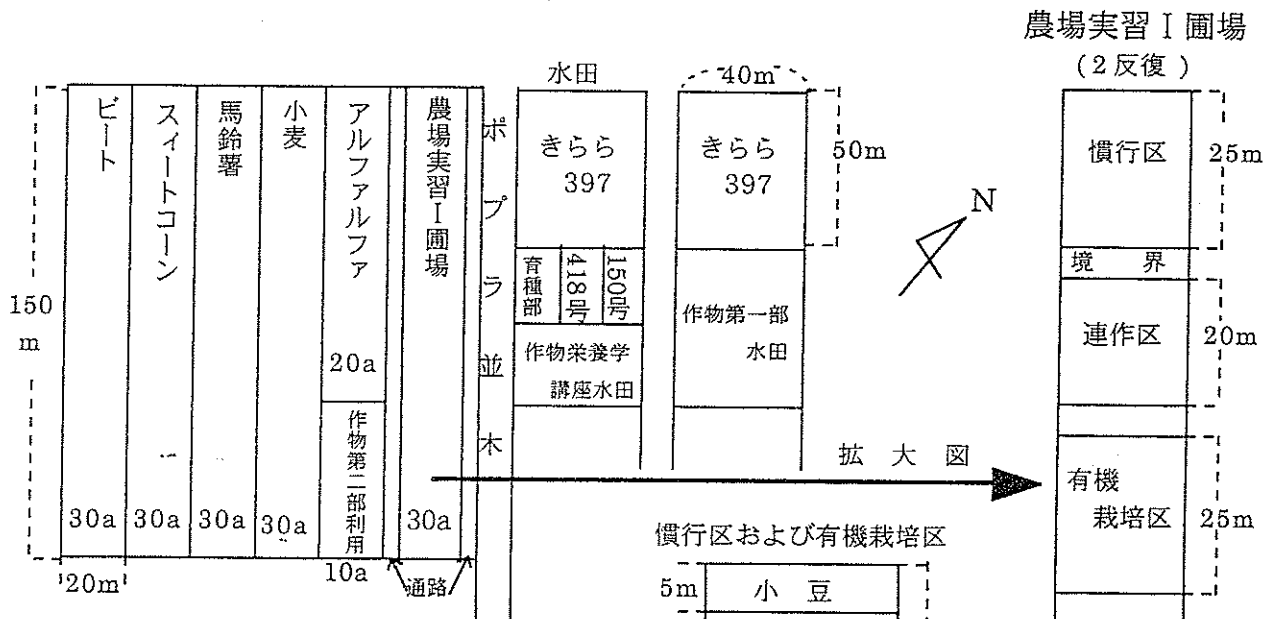 農場実習Ⅰ圃場
(2反復)
水田
40m
ビート
スィートコーン
馬鈴薯
小麦
アルファルファ
農場実習Ⅰ圃場
ポプラ並木
きらら
397
きらら
397
50m
慣行区
25m
N
境界
育種部
418号
150号
150
m
作物第一部
水田
連作区
20m
作物栄養学
講座水田
20a
作物第二部利用
拡大図
有機
栽培区
25m
30a
30a
30a
30a
30a
10a
20m
通路
慣行区および有機栽培区
5m
小豆